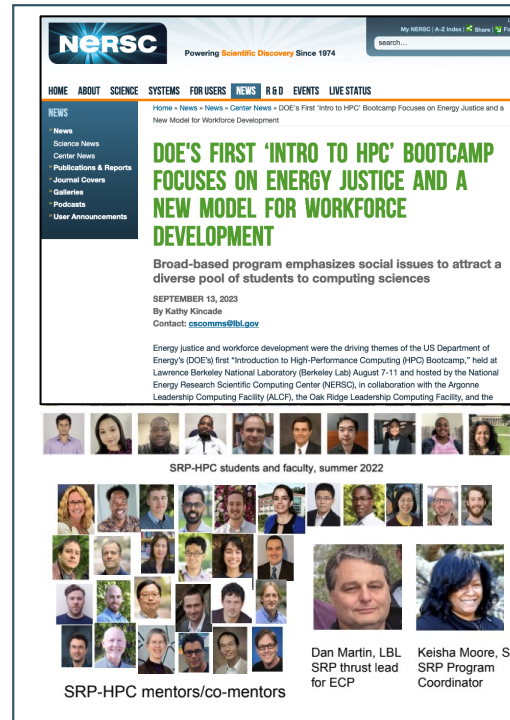 My NERSC | A-Z Index | Share |
NERSC
Powering Scientific Discovery Since 1974
search...
HOME ABOUT SCIENCE SYSTEMS FOR USERS NEWS R & D EVENTS LIVE STATUS
NEWS
News
Science News
Center News
Publications & Reports
Journal Covers
Galleries
Podcasts
User Announcements
Home » News » News » Center News » DOE's First 'Intro to HPC' Bootcamp Focuses on Energy Justice and a
New Model for Workforce Development
DOE'S FIRST 'INTRO TO HPC' BOOTCAMP
FOCUSES ON ENERGY JUSTICE AND A
NEW MODEL FOR WORKFORCE
DEVELOPMENT
Broad-based program emphasizes social issues to attract a
diverse pool of students to computing sciences
SEPTEMBER 13, 2023
By Kathy Kincade
Contact: cscomms@lbl.gov
Energy justice and workforce development were the driving themes of the US Department of
Energy's (DOE's) first "Introduction to High-Performance Computing (HPC) Bootcamp," held at
Lawrence Berkeley National Laboratory (Berkeley Lab) August 7-11 and hosted by the National
Energy Research Scientific Computing Center (NERSC), in collaboration with the Argonne
Leadership Computing Facility (ALCF), the Oak Ridge Leadership Computing Facility, and the
SRP-HPC students and faculty, summer 2022
Dan Martin, LBL
SRP thrust lead
for ECP
Keisha Moore, S
SRP Program
Coordinator
SRP-HPC mentors/co-mentors